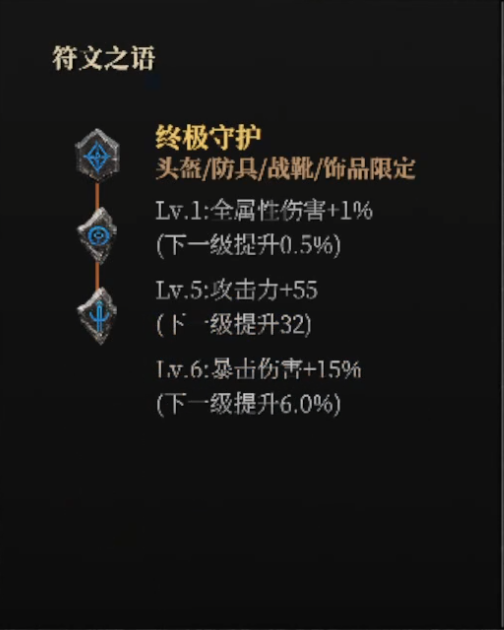 符文之语
终极守护
头盔/防具/战靴/饰品限定
Lv.1:全属性伤害+1%
(下一级提升0.5%)
Lv.5:攻击力+55
(下一级提升32)
Lv.6:暴击伤害+15%
(下一级提升6.0%)